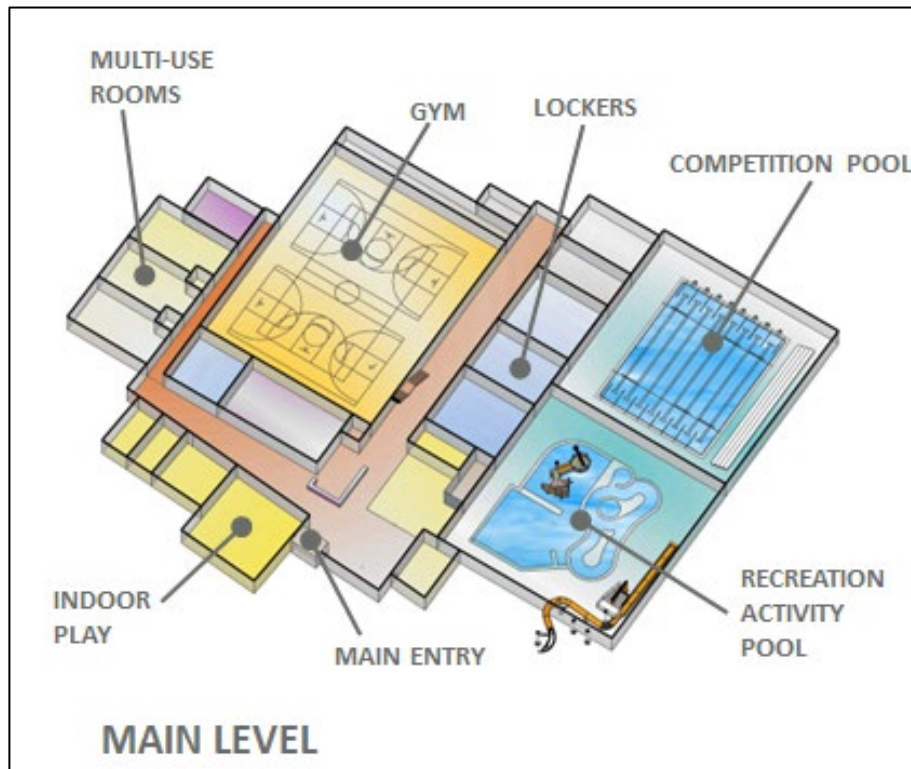 MULTI-USE
ROOMS
GYM
LOCKERS
COMPETITION POOL
INDOOR
PLAY
MAIN ENTRY
RECREATION
ACTIVITY
POOL
MAIN LEVEL